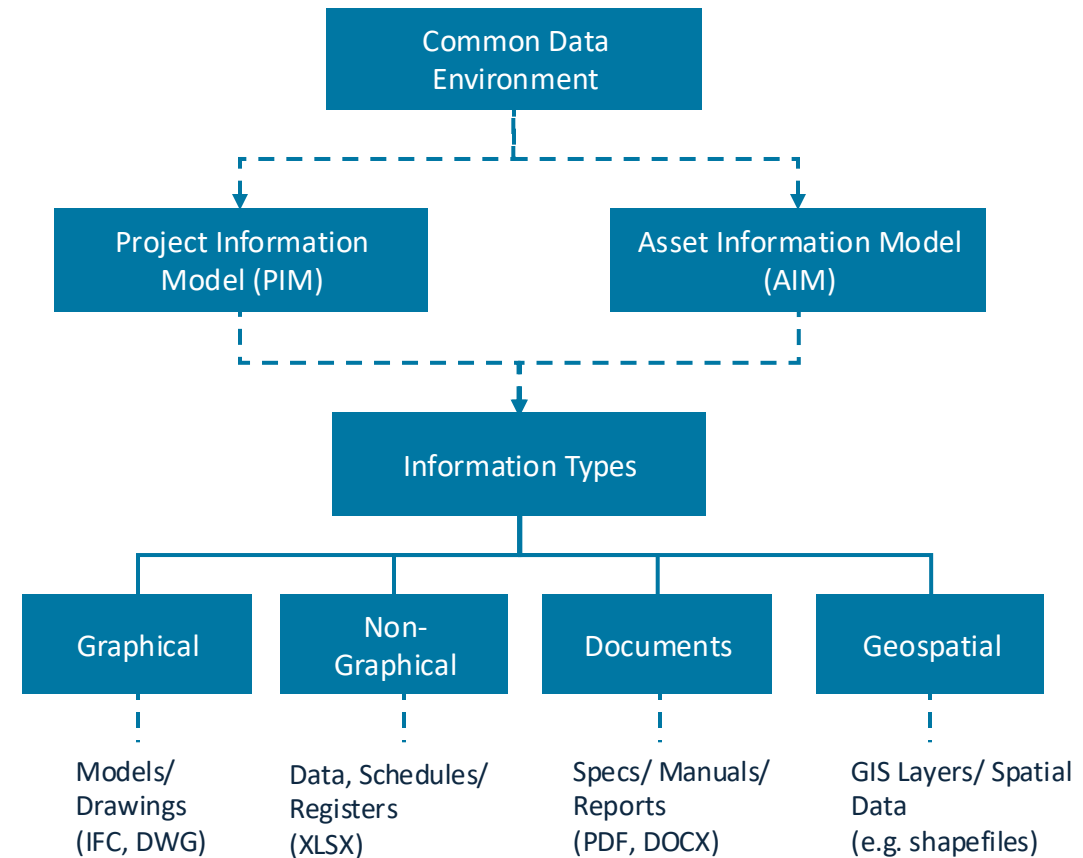 Common Data
Environment
Project Information
Model (PIM)
Asset Information Model
(AIM)
Information Types
Graphical
Non-
Graphical
Documents
Geospatial
Models/
Drawings
(IFC, DWG)
Data, Schedules/
Registers
(XLSX)
Specs/ Manuals/
Reports
(PDF, DOCX)
GIS Layers/ Spatial
Data
(e.g. shapefiles)